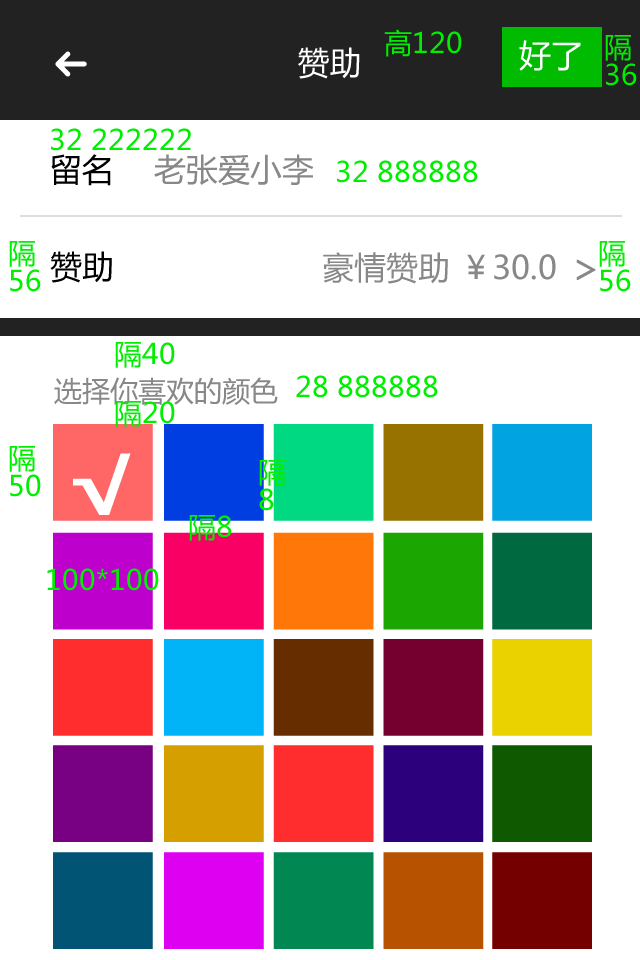 高120
赞助
好了
隔
36
32 222222
留名 老张爱小李 32 888888
隔
56
赞助 豪情赞助 ¥30.0 >
隔
56
隔40
选择你喜欢的颜色 28 888888
隔20
隔
50
√
隔
8
隔8
100*100